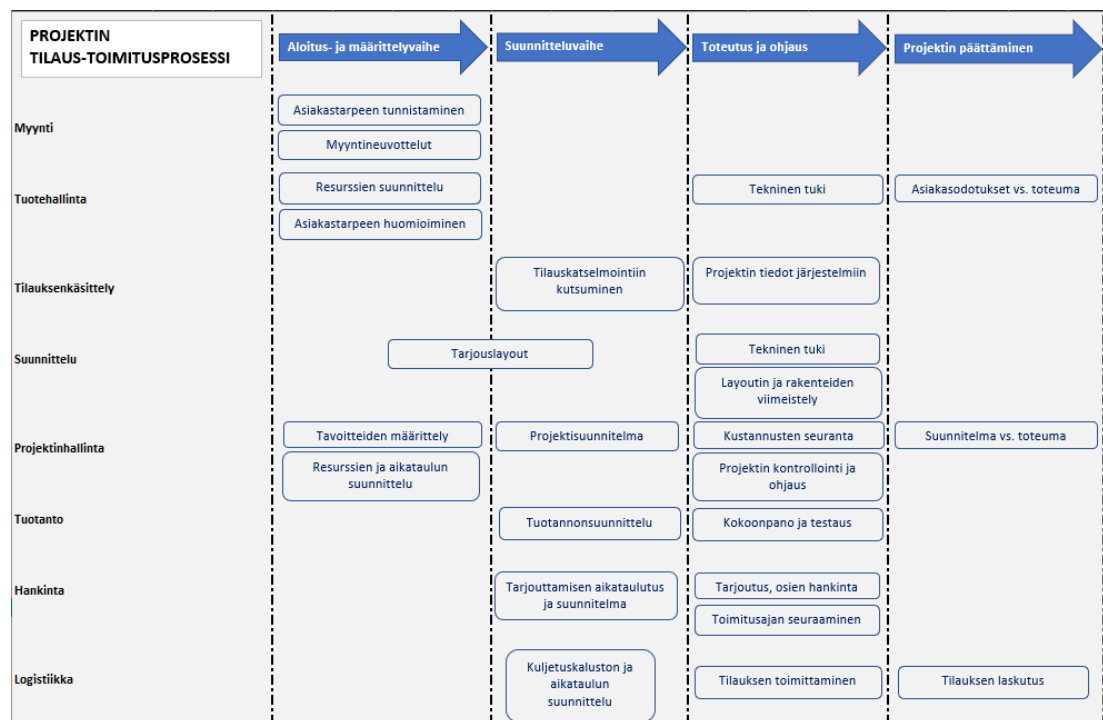 PROJEKTIN
TILAUS-TOIMITUSPROSESSI
Aloitus- ja määrittelyvaihe
Suunnitteluvaihe
Toteutus ja ohjaus
Projektin päättäminen
Myynti
Asiakastarpeen tunnistaminen
Myyntineuvottelut
Tuotehallinta
Resurssien suunnittelu
Asiakastarpeen huomioiminen
Tekninen tuki
Asiakasodotukset vs. toteuma
Tilauksenkäsittely
Tilauskatselmointiin
kutsuminen
Projektin tiedot järjestelmiin
Suunnittelu
Tarjouslayout
Tekninen tuki
Layoutin ja rakenteiden
viimeistely
Projektinhallinta
Tavoitteiden määrittely
Resurssien ja aikataulun
suunnittelu
Projektisuunnitelma
Kustannusten seuranta
Projektin kontrollointi ja
ohjaus
Suunnitelma vs. toteuma
Tuotanto
Tuotannonsuunnittelu
Kokoonpano ja testaus
Hankinta
Tarjouttamisen aikataulutus
ja suunnitelma
Tarjoutus, osien hankinta
Toimitusajan seuraaminen
Logistiikka
Kuljetuskaluston ja
aikataulun
suunnittelu
Tilauksen toimittaminen
Tilauksen laskutus